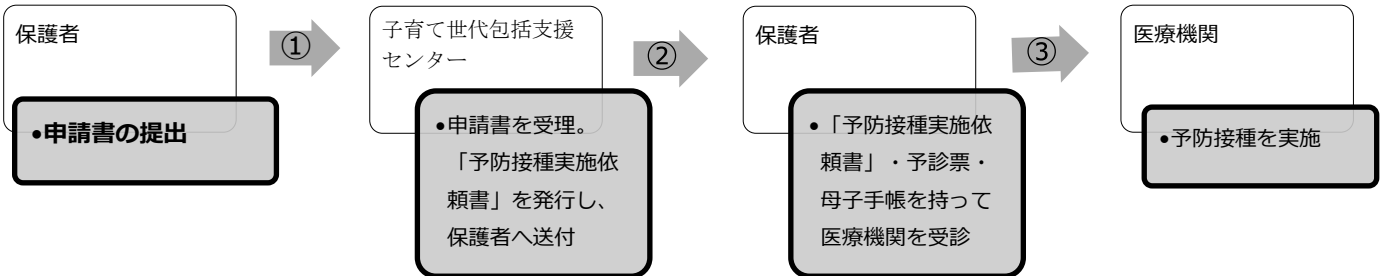 保護者
•申請書の提出
①
子育て世代包括支援
センター
•申請書を受理。
「予防接種実施依
頼書」を発行し、
保護者へ送付
②
保護者
•「予防接種実施依
頼書」・予診票・
母子手帳を持って
医療機関を受診
③
医療機関
•予防接種を実施